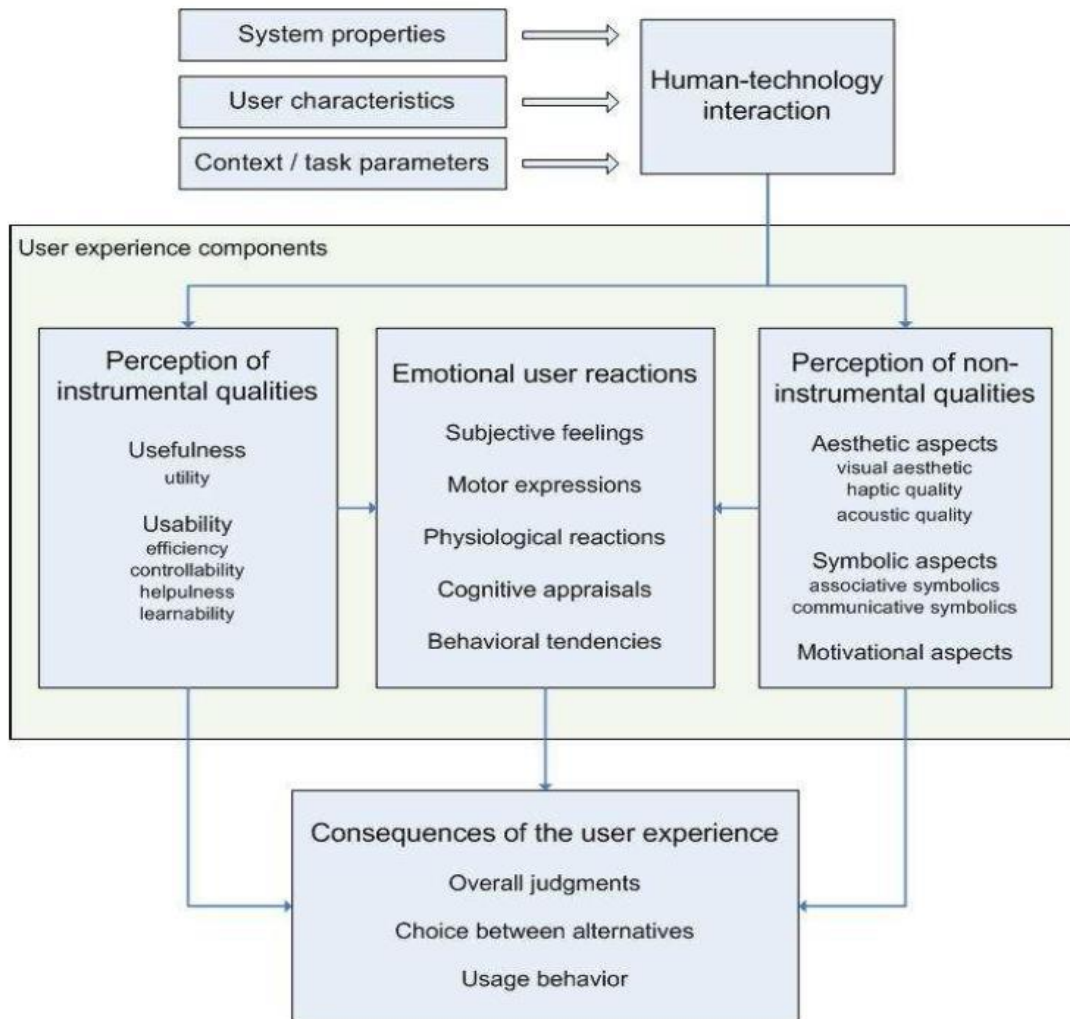 System properties
User characteristics
Context / task parameters
Human-technology
interaction
User experience components
Perception of
instrumental qualities
Usefulness
utility
Usability
efficiency
controllability
helpulness
learnability
Emotional user reactions
Subjective feelings
Motor expressions
Physiological reactions
Cognitive appraisals
Behavioral tendencies
Perception of non-
instrumental qualities
Aesthetic aspects
visual aesthetic
haptic quality
acoustic quality
Symbolic aspects
associative symbolics
communicative symbolics
Motivational aspects
Consequences of the user experience
Overall judgments
Choice between alternatives
Usage behavior